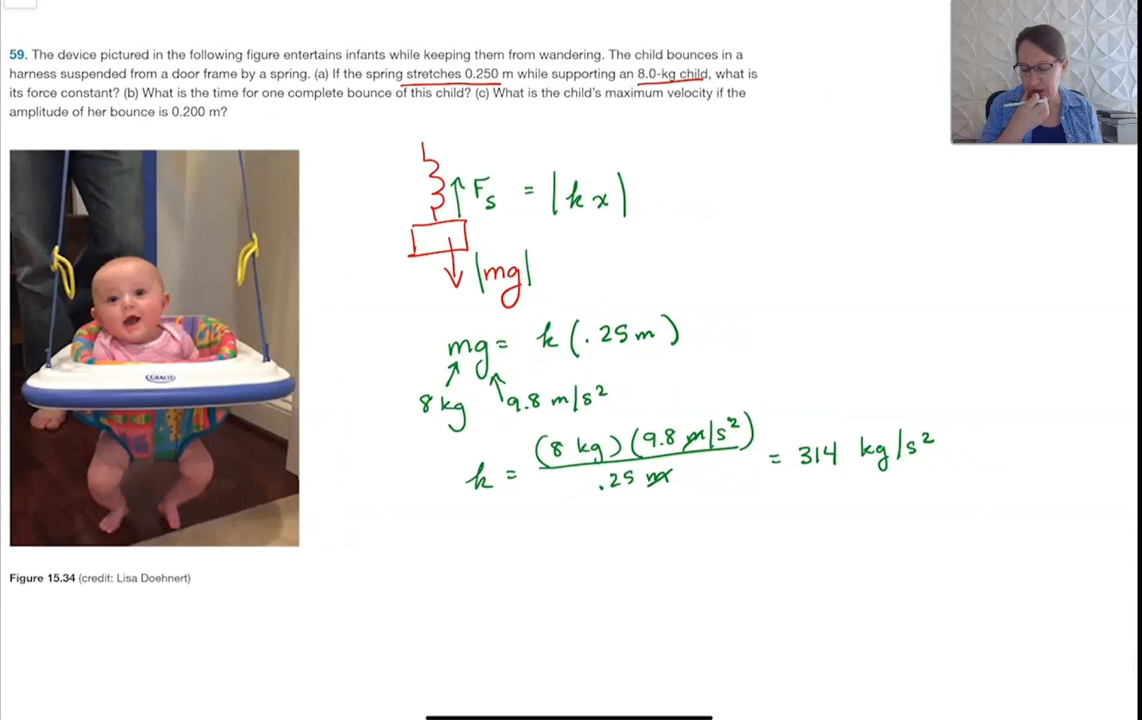 59. The device pictured in the following figure entertains infants while keeping them from wandering. The child bounces in a
harness suspended from a door frame by a spring. (a) If the spring stretches 0.250 m while supporting an 8.0-kg child, what is
its force constant? (b) What is the time for one complete bounce of this child? (c) What is the child's maximum velocity if the
amplitude of her bounce is 0.200 m?
Fs = |kx|
|mg|
mg = k (.25m)
8 kg 9.8 m/s²
k = (8 kg)(9.8 m/s²)
.25 m
= 314 kg/s²
GRACO
Figure 15.34 (credit: Lisa Doehnert)